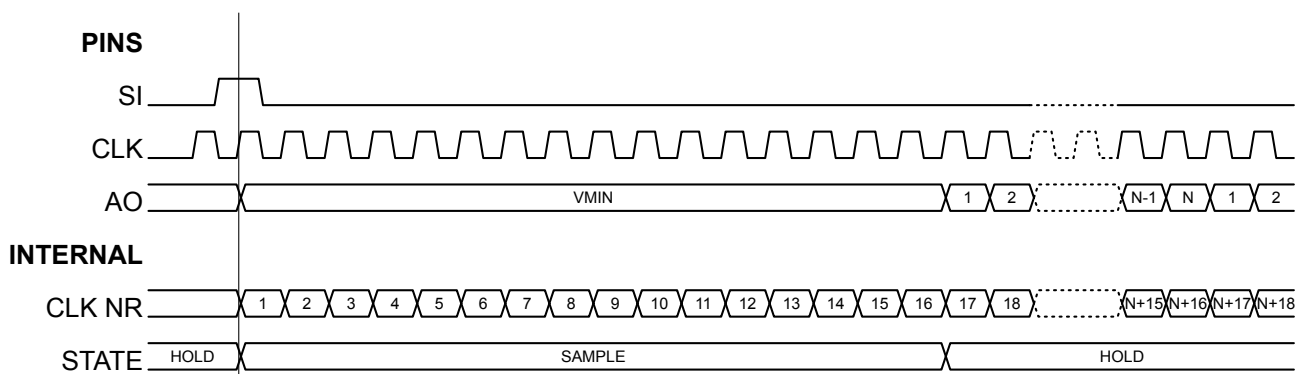 PINS
SI
CLK
AO VMIN 1 2 N-1 N 1 2
INTERNAL
CLK NR 1 2 3 4 5 6 7 8 9 10 11 12 13 14 15 16 17 18 N+15 N+16 N+17 N+18
STATE HOLD SAMPLE HOLD